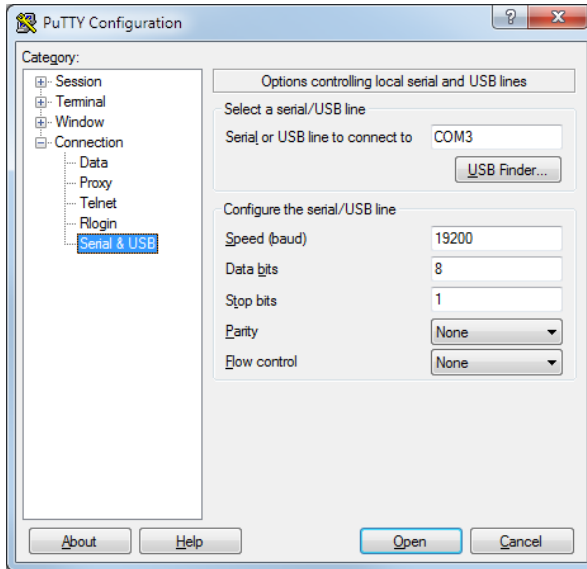 PuTTY Configuration
Category:
Session
Terminal
Window
Connection
Data
Proxy
Telnet
Rlogin
Serial & USB
Options controlling local serial and USB lines
Select a serial/USB line
Serial or USB line to connect to COM3
USB Finder...
Configure the serial/USB line
Speed (baud) 19200
Data bits 8
Stop bits 1
Parity None
Flow control None
About Help Open Cancel